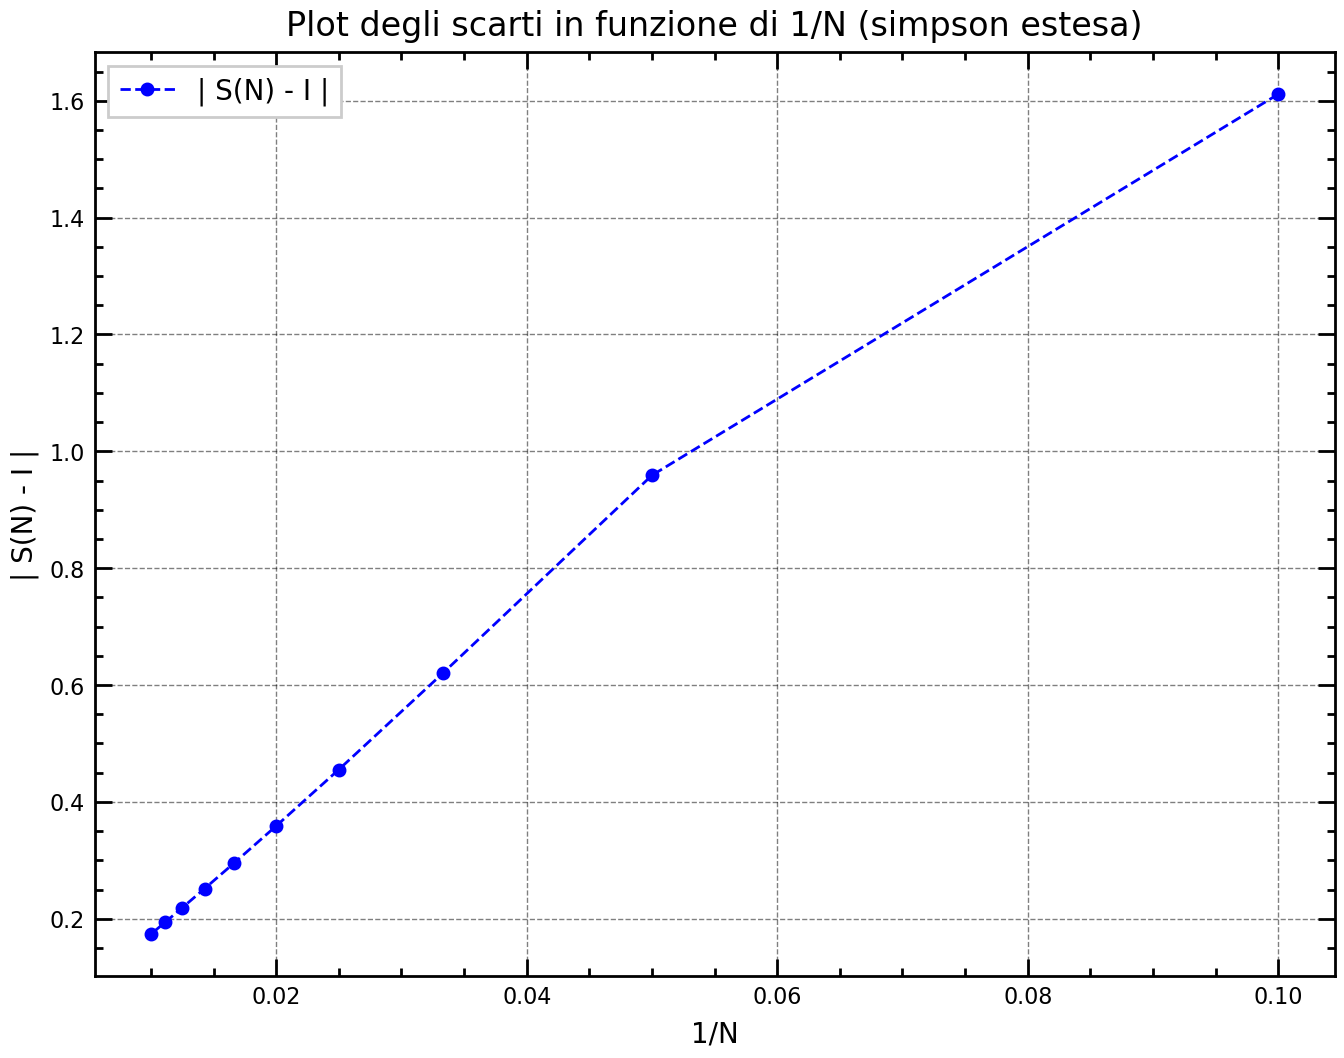 Plot degli scarti in funzione di 1/N (simpson estesa)
| S(N) - I |
1.6
1.4
1.2
1.0
0.8
0.6
0.4
0.2
| S(N) - I |
0.02 0.04 0.06 0.08 0.10
1/N